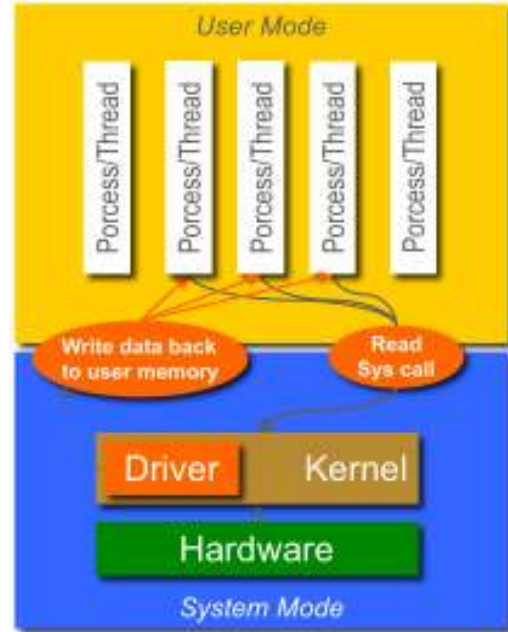 User Mode
Porcess/Thread
Porcess/Thread
Porcess/Thread
Porcess/Thread
Porcess/Thread
Write data back
to user memory
Read
Sys call
Driver
Kernel
Hardware
System Mode